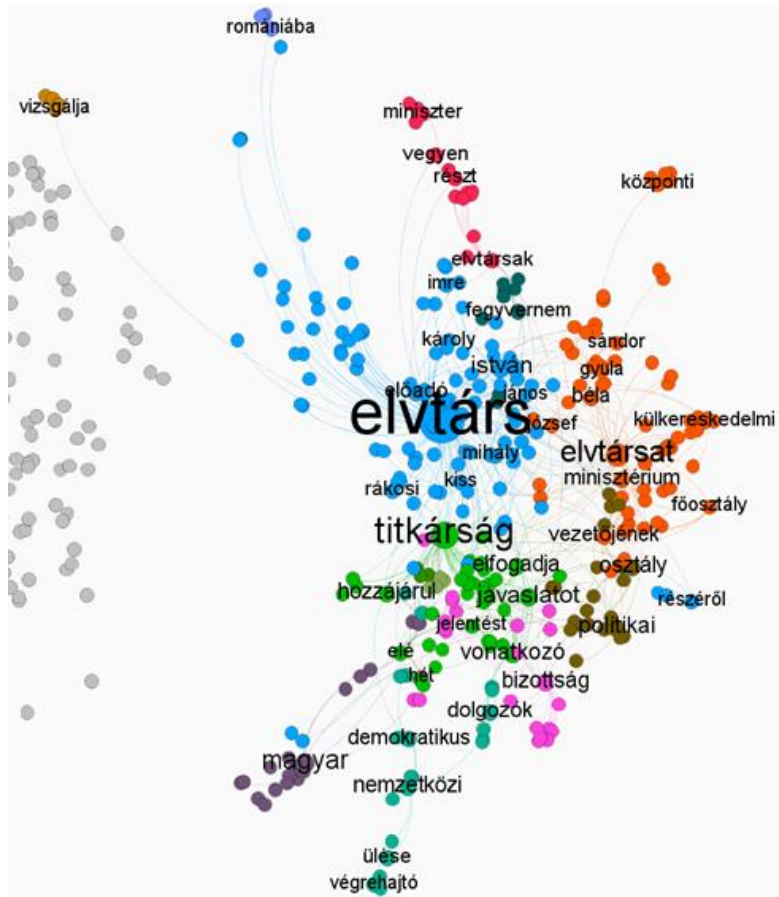 romániába
vizsgálja
miniszter
vegyen
részt
központi
elvtársak
imre
fegyvernem
károly
sándor
istván
gyula
előadó
jános
béla
elvtárs
józsef
külkereskedelmi
mihály
elvtársat
kiss
minisztérium
rákosi
főosztály
titkárság
vezetőjének
elfogadja
osztály
hozzájárul
javaslatot
részéről
jelentést
politikai
elé
vonatkozó
hét
bizottság
dolgozók
demokratikus
magyar
nemzetközi
ülése
végrehajtó